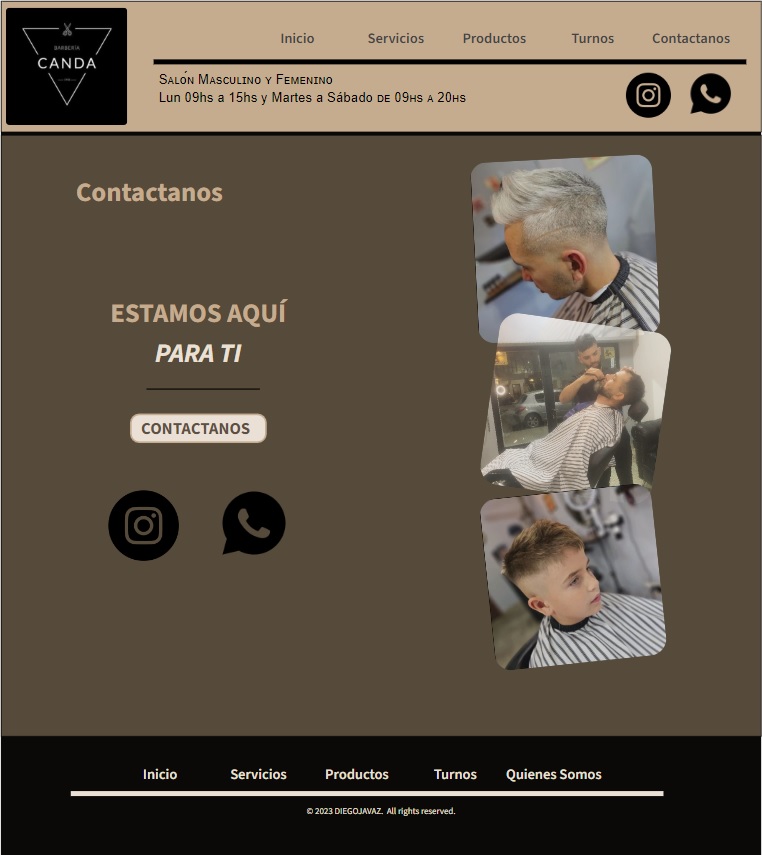 BARBERÍA
CANDA
Inicio Servicios Productos Turnos Contactanos
Salón Masculino y Femenino
Lun 09hs a 15hs y Martes a Sábado de 09hs a 20hs
Contactanos
ESTAMOS AQUÍ
PARA TI
CONTACTANOS
Inicio Servicios Productos Turnos Quienes Somos
© 2023 DIEGOJAVAZ. All rights reserved.